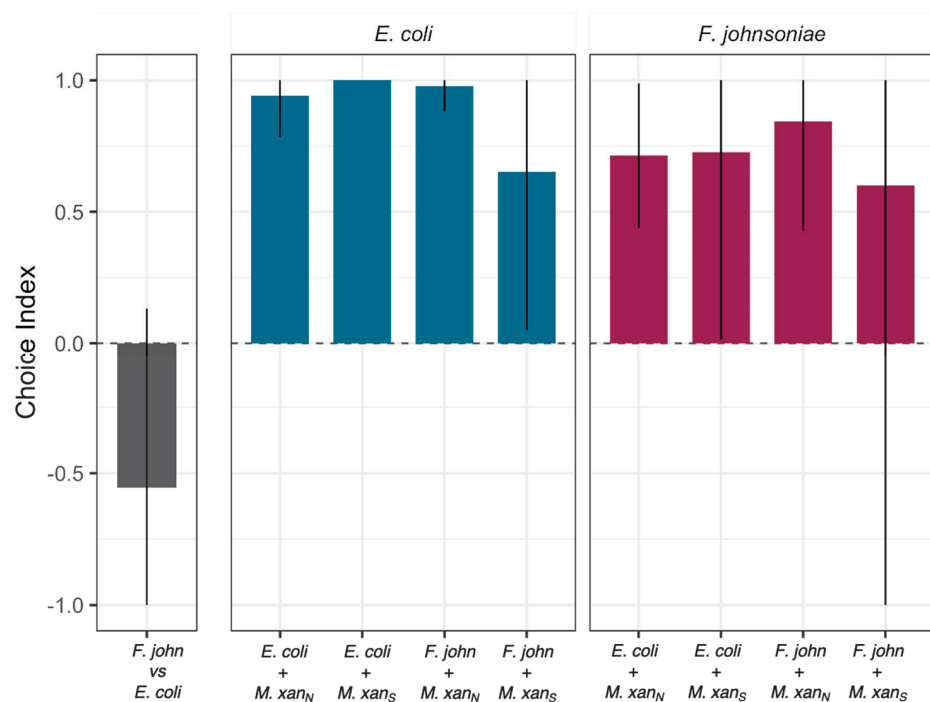 E. coli
F. johnsoniae
Choice Index
1.0
0.5
0.0
-0.5
-1.0
F. john
vs
E. coli
E. coli
+
M. xanN
E. coli
+
M. xanS
F. john
+
M. xanN
F. john
+
M. xanS
E. coli
+
M. xanN
E. coli
+
M. xanS
F. john
+
M. xanN
F. john
+
M. xanS